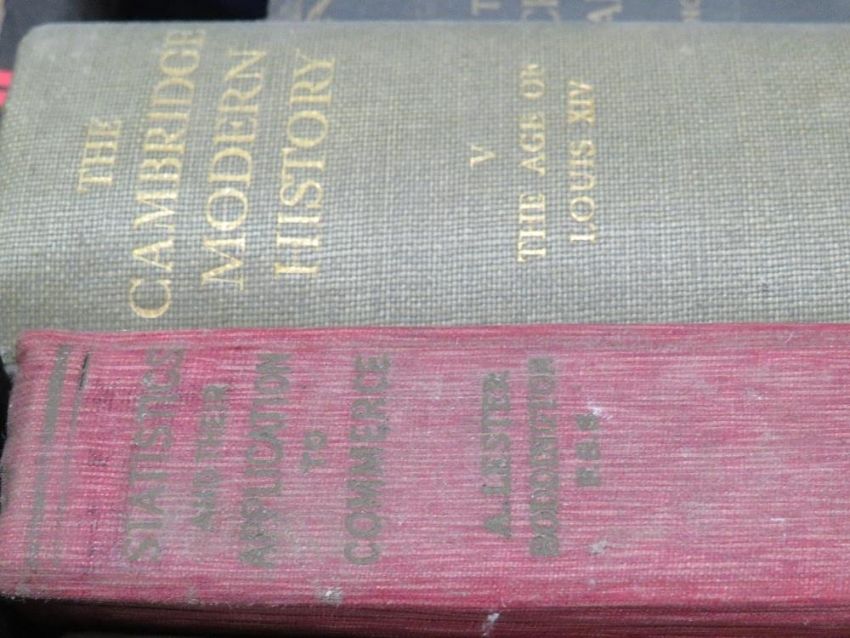 THE
CAMBRIDGE
MODERN
HISTORY
V
THE AGE OF
LOUIS XIV
STATISTICS
AND THEIR
APPLICATION
TO
COMMERCE
A. LESTER
BODDINGTON
F.S.S.